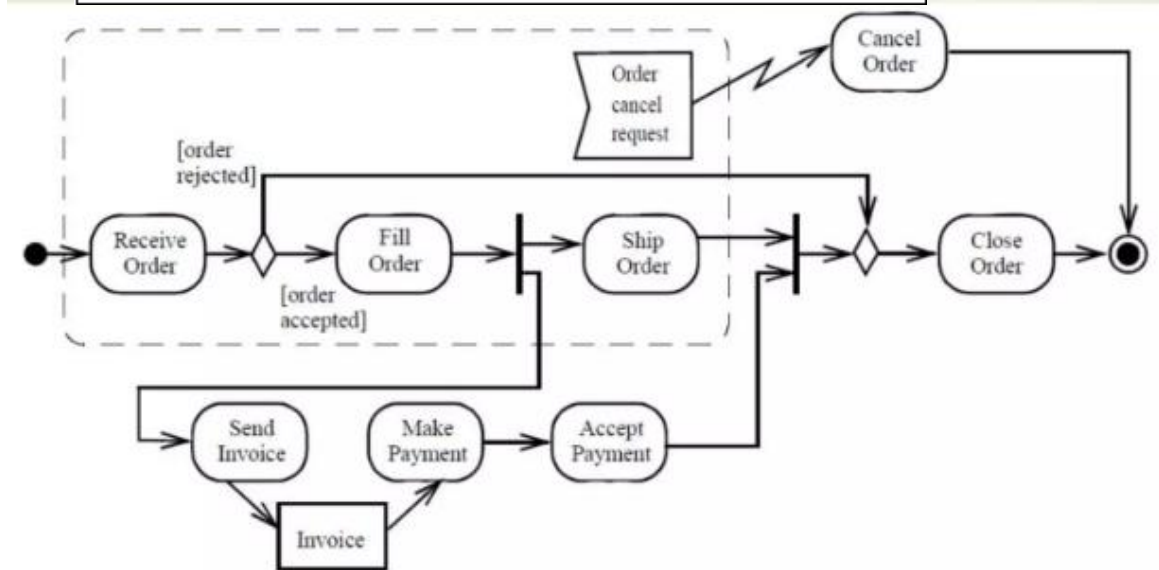 Cancel
Order
Order
cancel
request
[order
rejected]
Receive
Order
Fill
Order
Ship
Order
Close
Order
[order
accepted]
Send
Invoice
Make
Payment
Accept
Payment
Invoice